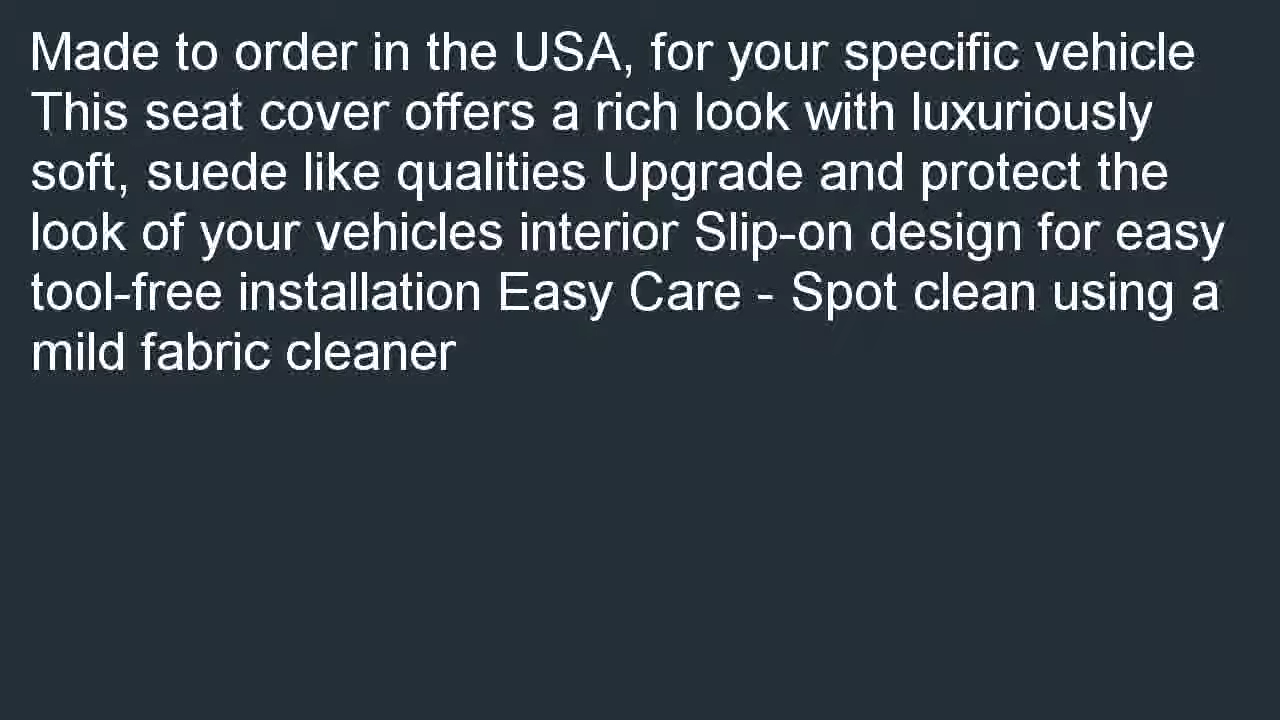 Made to order in the USA, for your specific vehicle
This seat cover offers a rich look with luxuriously
soft, suede like qualities Upgrade and protect the
look of your vehicles interior Slip-on design for easy
tool-free installation Easy Care - Spot clean using a
mild fabric cleaner